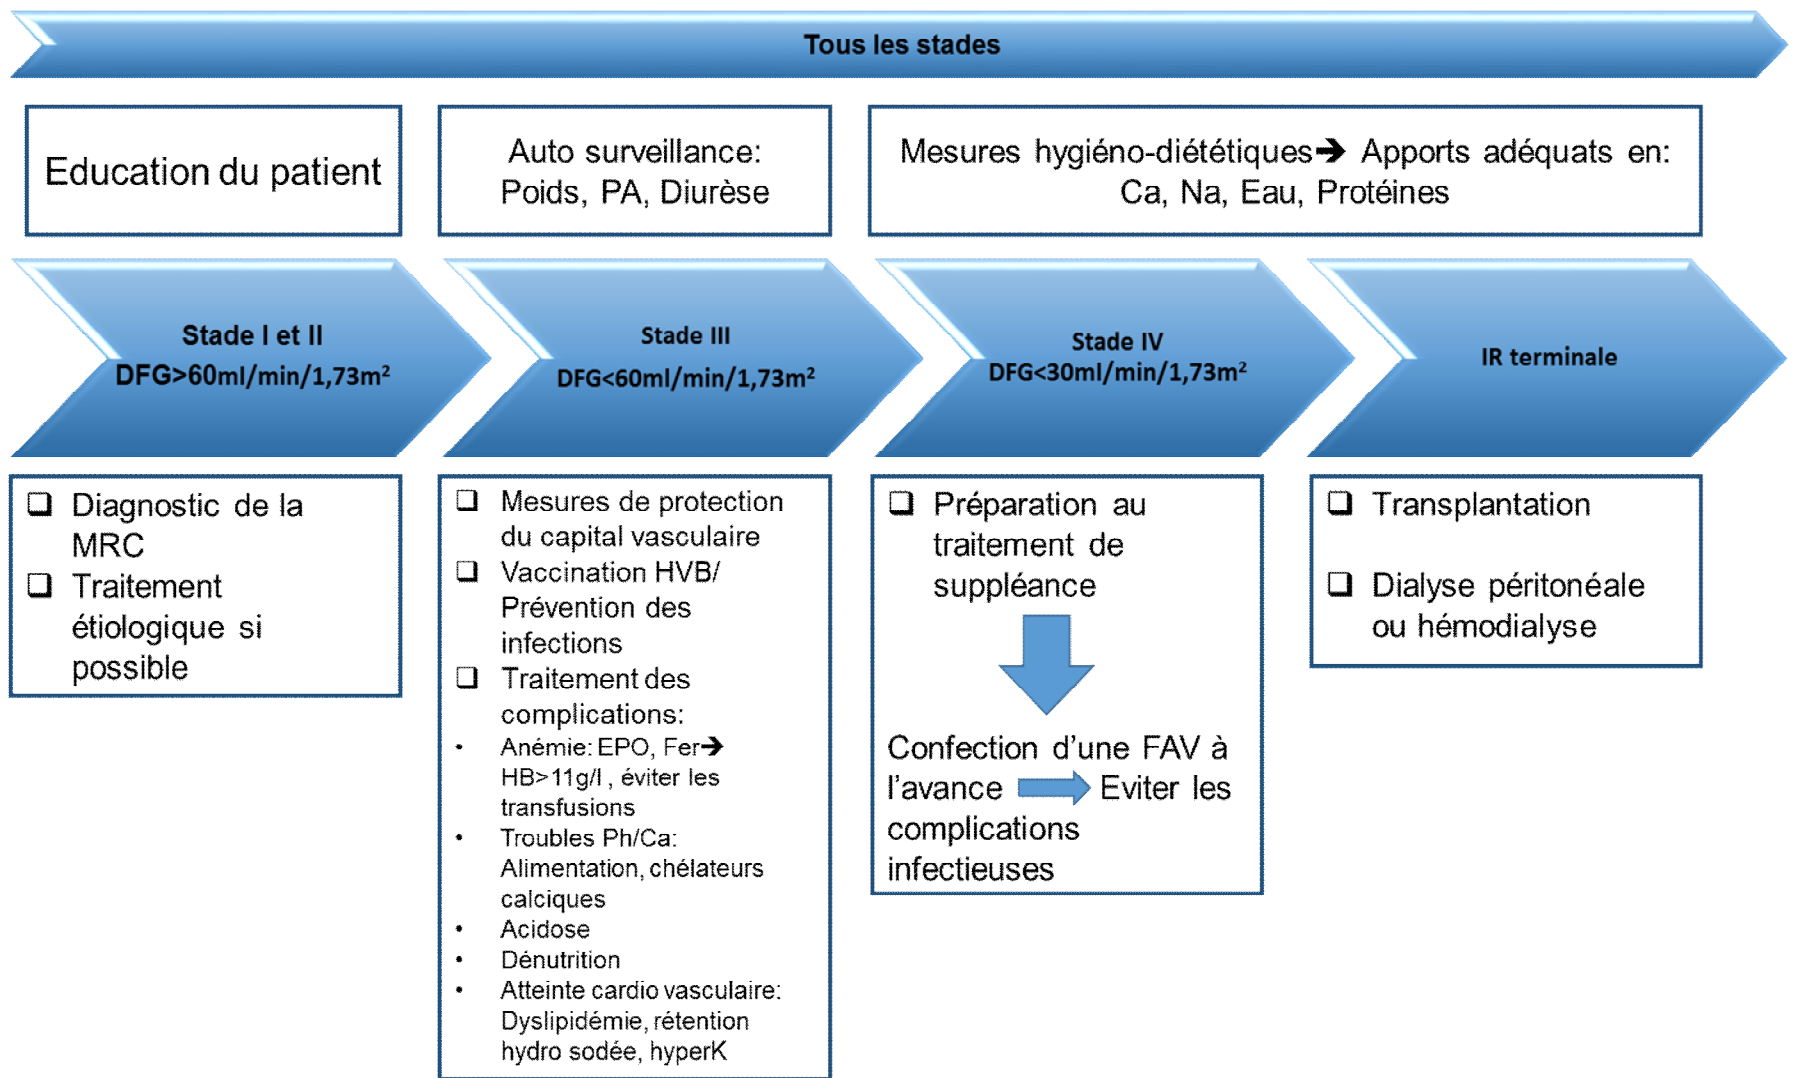 Tous les stades
Education du patient
Auto surveillance:
Poids, PA, Diurèse
Mesures hygiéno-diététiques➔ Apports adéquats en:
Ca, Na, Eau, Protéines
Stade I et II
DFG>60ml/min/1,73m²
Stade III
DFG<60ml/min/1,73m²
Stade IV
DFG<30ml/min/1,73m²
IR terminale
❑ Diagnostic de la
MRC
❑ Traitement
étiologique si
possible
❑ Mesures de protection
du capital vasculaire
❑ Vaccination HVB/
Prévention des
infections
❑ Traitement des
complications:
• Anémie: EPO, Fer➔
HB>11g/l , éviter les
transfusions
• Troubles Ph/Ca:
Alimentation, chélateurs
calciques
• Acidose
• Dénutrition
• Atteinte cardio vasculaire:
Dyslipidémie, rétention
hydro sodée, hyperK
❑ Préparation au
traitement de
suppléance
Confection d’une FAV à
l’avance Eviter les
complications
infectieuses
❑ Transplantation
❑ Dialyse péritonéale
ou hémodialyse